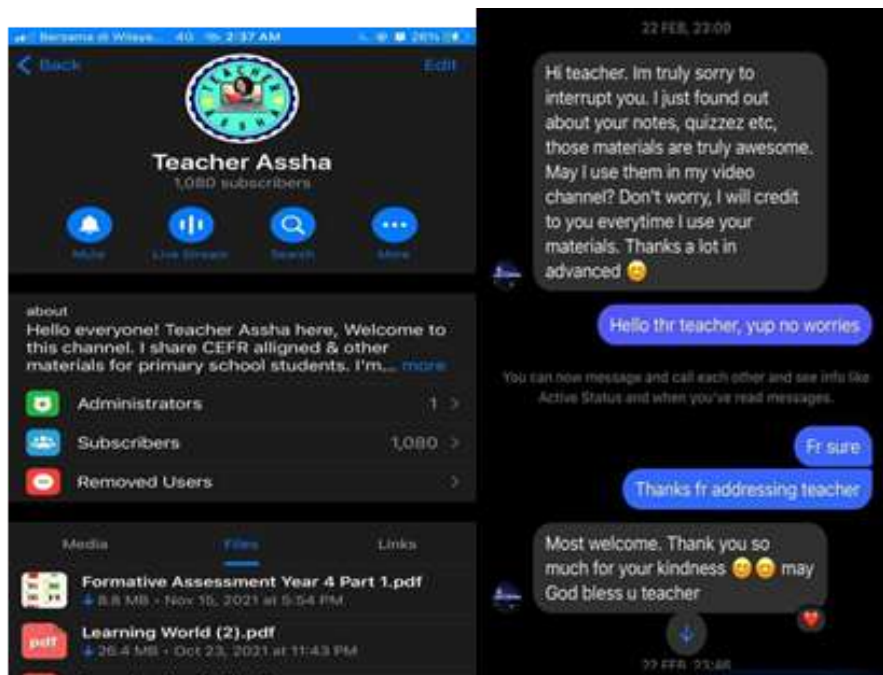 Bersama di Wilaya... 4G 2:37 AM 26%
Back
Edit
TEACHER ASSHA
Teacher Assha
1,080 subscribers
Mute
Live Stream
Search
More
about
Hello everyone! Teacher Assha here, Welcome to
this channel. I share CEFR alligned & other
materials for primary school students. I'm... more
Administrators 1
Subscribers 1,080
Removed Users
Media Files Links
Formative Assessment Year 4 Part 1.pdf
8.8 MB • Nov 15, 2021 at 5:54 PM
pdf
Learning World (2).pdf
26.4 MB • Oct 23, 2021 at 11:43 PM
22 FEB, 23:09
Hi teacher. Im truly sorry to
interrupt you. I just found out
about your notes, quizzez etc,
those materials are truly awesome.
May I use them in my video
channel? Don't worry, I will credit
to you everytime I use your
materials. Thanks a lot in
advanced 😊
Hello thr teacher, yup no worries
You can now message and call each other and see info like
Active Status and when you've read messages.
Fr sure
Thanks fr addressing teacher
Most welcome. Thank you so
much for your kindness 😊😊 may
God bless u teacher
22 FEB, 23:46